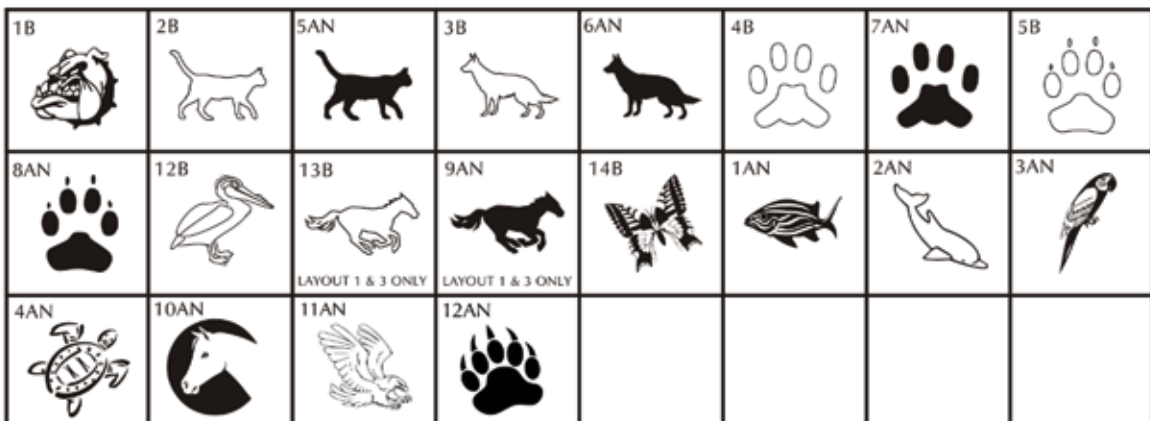 1B
2B
5AN
3B
6AN
4B
7AN
5B
8AN
12B
13B
9AN
14B
1AN
2AN
3AN
LAYOUT 1 & 3 ONLY
LAYOUT 1 & 3 ONLY
4AN
10AN
11AN
12AN